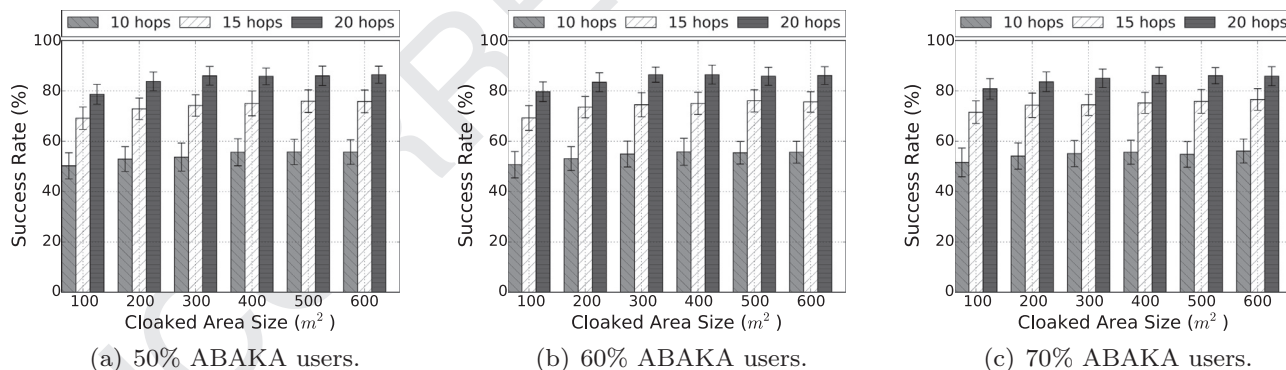 10 hops 15 hops 20 hops
100
80
60
40
20
0
Success Rate (%)
100 200 300 400 500 600
Cloaked Area Size (m²)
(a) 50% ABAKA users.
10 hops 15 hops 20 hops
100
80
60
40
20
0
Success Rate (%)
100 200 300 400 500 600
Cloaked Area Size (m²)
(b) 60% ABAKA users.
10 hops 15 hops 20 hops
100
80
60
40
20
0
Success Rate (%)
100 200 300 400 500 600
Cloaked Area Size (m²)
(c) 70% ABAKA users.